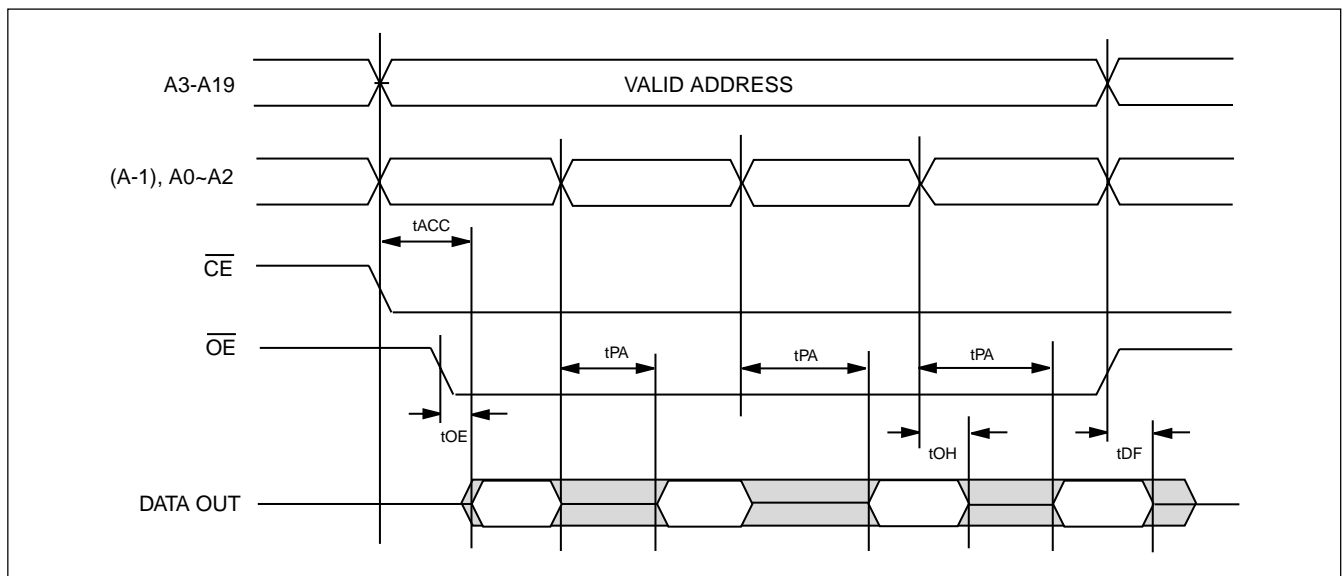 A3-A19
VALID ADDRESS
(A-1), A0~A2
tACC
CE
OE
tPA
tPA
tPA
tOE
tOH
tDF
DATA OUT